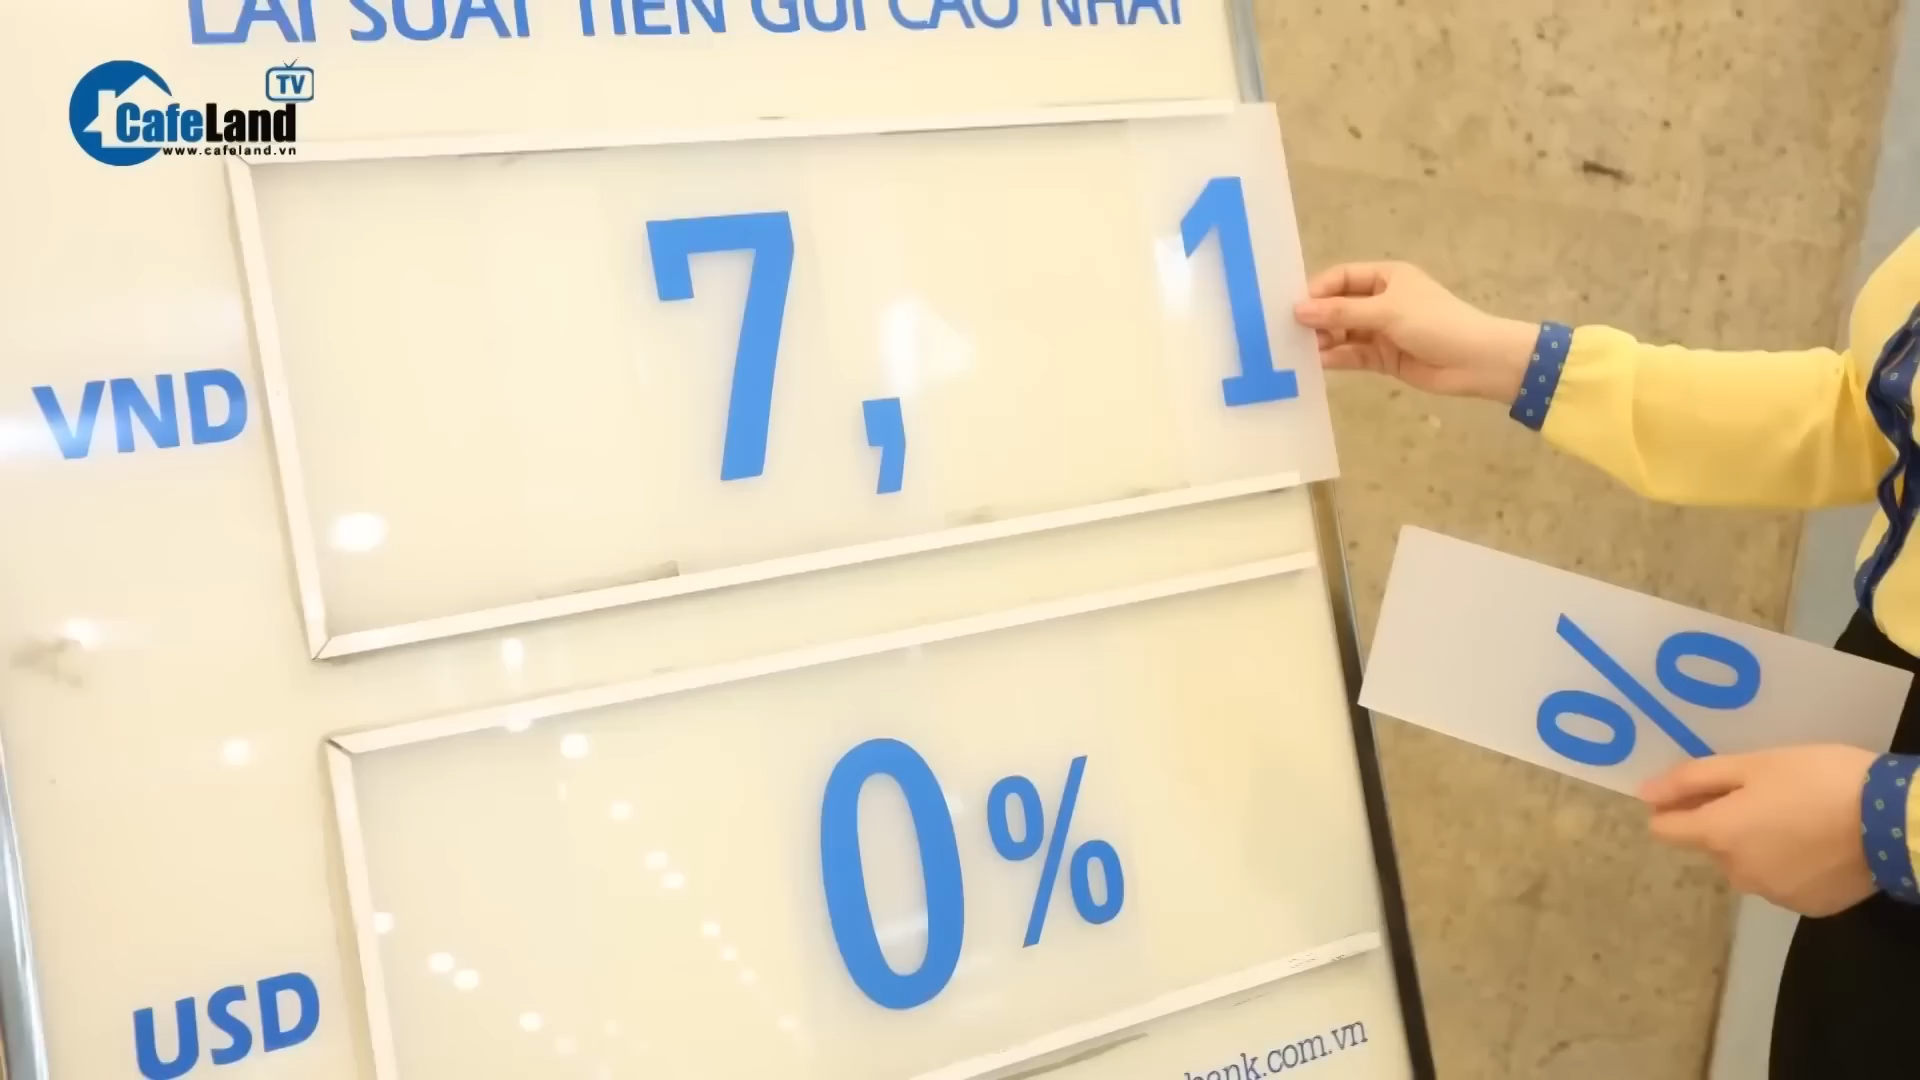 LÃI SUẤT TIỀN GỬI CAO NHẤT
TV
CafeLand
www.cafeland.vn
VND 7, 1
%
USD 0%
bank.com.vn